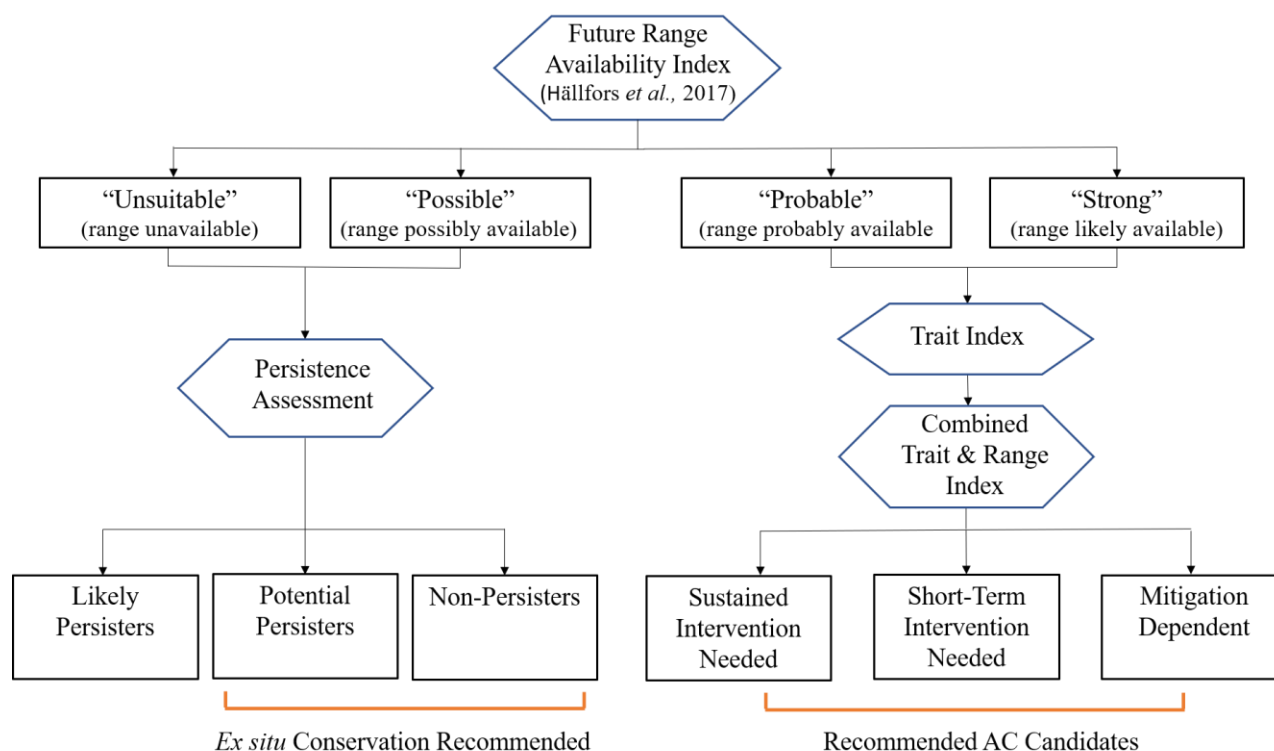 Future Range
Availability Index
(Hällfors et al., 2017)
“Unsuitable”
(range unavailable)
“Possible”
(range possibly available)
“Probable”
(range probably available
“Strong”
(range likely available)
Persistence
Assessment
Trait Index
Combined
Trait & Range
Index
Likely
Persisters
Potential
Persisters
Non-Persisters
Sustained
Intervention
Needed
Short-Term
Intervention
Needed
Mitigation
Dependent
Ex situ Conservation Recommended
Recommended AC Candidates